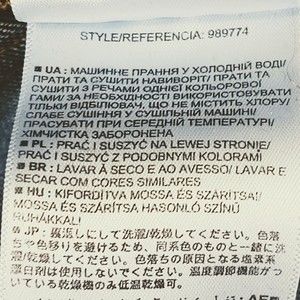 STYLE/REFERENCIA: 989774
■ UA : МАШИННЕ ПРАННЯ У ХОЛОДНІЙ ВОДІ/
ПРАТИ ТА СУШИТИ НАВИВОРІТ/ ПРАТИ ТА
СУШИТИ З РЕЧАМИ ОДНІЄЇ КОЛЬОРОВОЇ
ГАМИ/ ЗА НЕОБХІДНОСТІ ВИКОРИСТОВУВАТИ
ТІЛЬКИ ВІДБІЛЮВАЧ, ЩО НЕ МІСТИТЬ ХЛОРУ/
СЛАБЕ СУШІННЯ У СУШИЛЬНІЙ МАШИНІ/
ПРАСУВАТИ ПРИ СЕРЕДНІЙ ТЕМПЕРАТУРІ/
ХІМЧИСТКА ЗАБОРОНЕНА
■ PL : PRAĆ I SUSZYĆ NA LEWEJ STRONIE/
PRAĆ I SUSZYĆ Z PODOBNYMI KOLORAMI
■ BR : LAVAR À SECO E AO AVESSO/ LAVAR E
SECAR COM CORES SIMILARES
■ HU : KIFORDÍTVA MOSSA ÉS SZÁRÍTSA/
MOSSA ÉS SZÁRÍTSA HASONLÓ SZÍNŰ
RUHÁKKAL/
■ JP :裏返しにして洗濯/乾燥してください。色落
ちや色移りを避けるため、同系色のものと一緒に洗
濯/乾燥してください。色落ちの原因となる塩素系
漂白剤は使用しないでください。温度調節機能がつ
いている乾燥機のみ低温乾燥可。